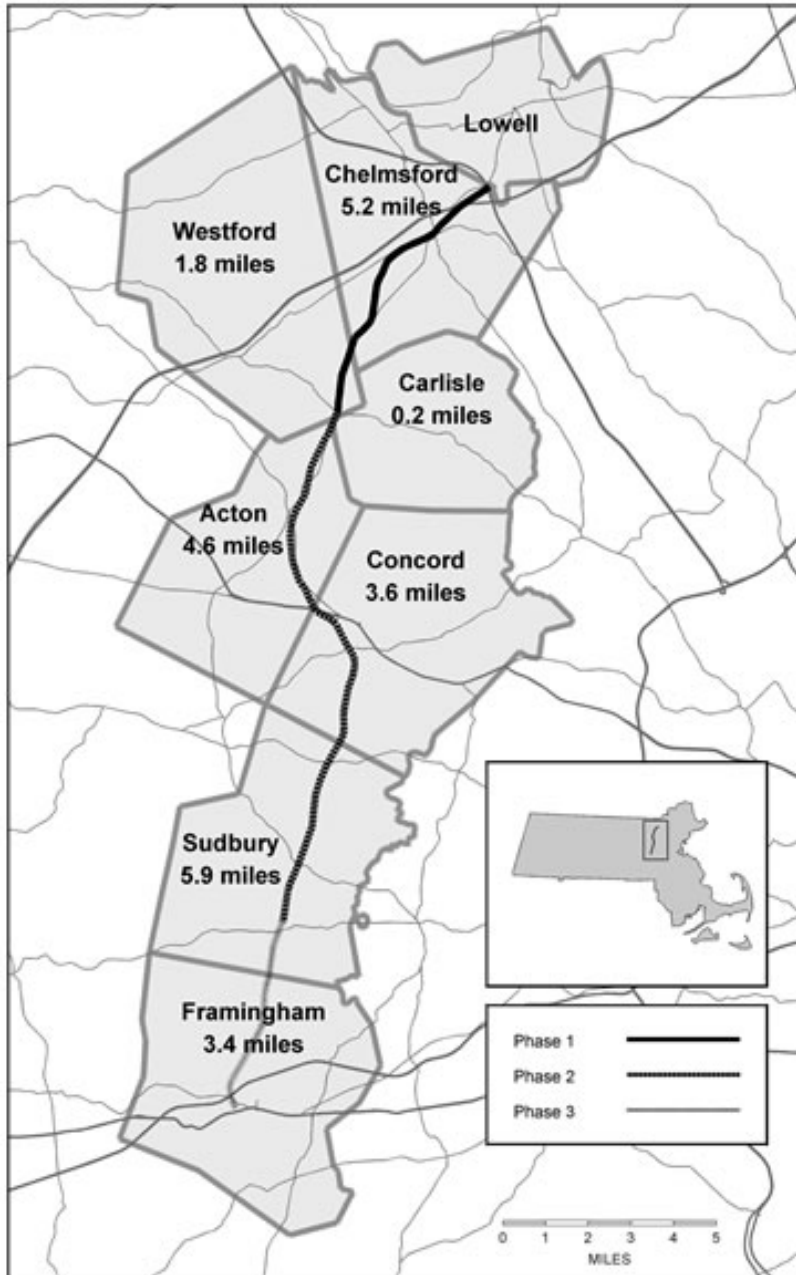 Lowell
Chelmsford
5.2 miles
Westford
1.8 miles
Carlisle
0.2 miles
Acton
4.6 miles
Concord
3.6 miles
Sudbury
5.9 miles
Framingham
3.4 miles
Phase 1
Phase 2
Phase 3
0 1 2 3 4 5
MILES